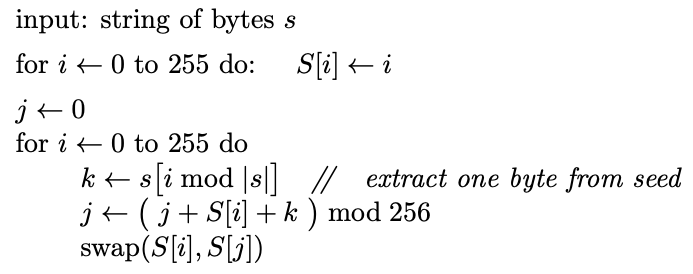 input: string of bytes s
for i ← 0 to 255 do: S[i] ← i
j ← 0
for i ← 0 to 255 do
k ← s[i mod |s|] // extract one byte from seed
j ← ( j + S[i] + k ) mod 256
swap(S[i], S[j])